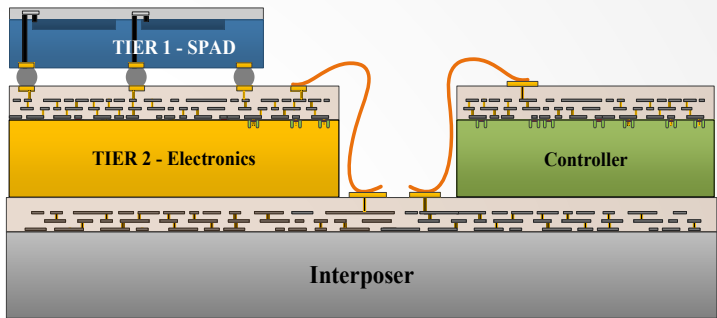 TIER 1 - SPAD
TIER 2 - Electronics
Controller
Interposer